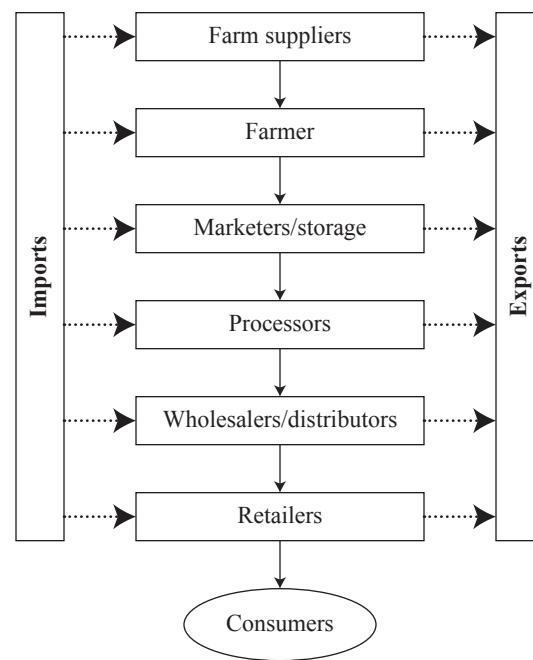 Farm suppliers
Farmer
Marketers/storage
Processors
Wholesalers/distributors
Retailers
Consumers
Imports
Exports